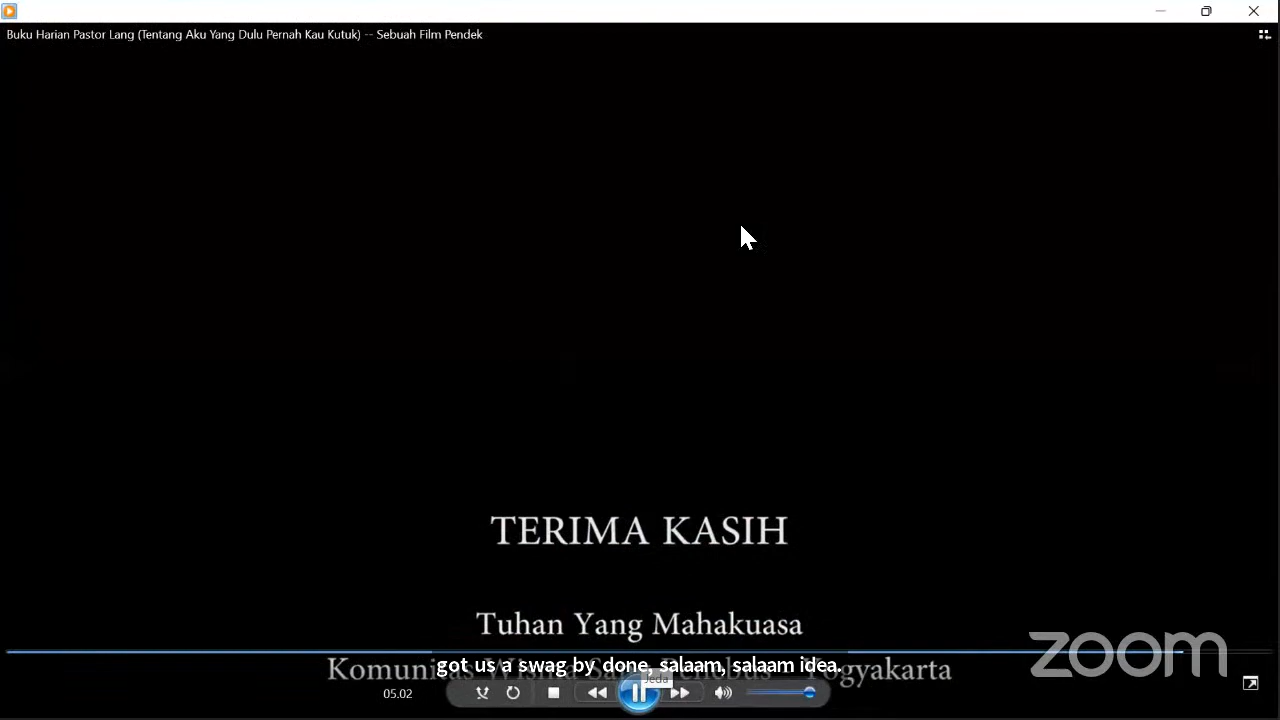 Buku Harian Pastor Lang (Tentang Aku Yang Dulu Pernah Kau Kutuk) -- Sebuah Film Pendek
TERIMA KASIH
Tuhan Yang Mahakuasa
Komunitas Yogyakarta
got us a swag by done, salaam, salaam idea.
Jeda
05.02
zoom